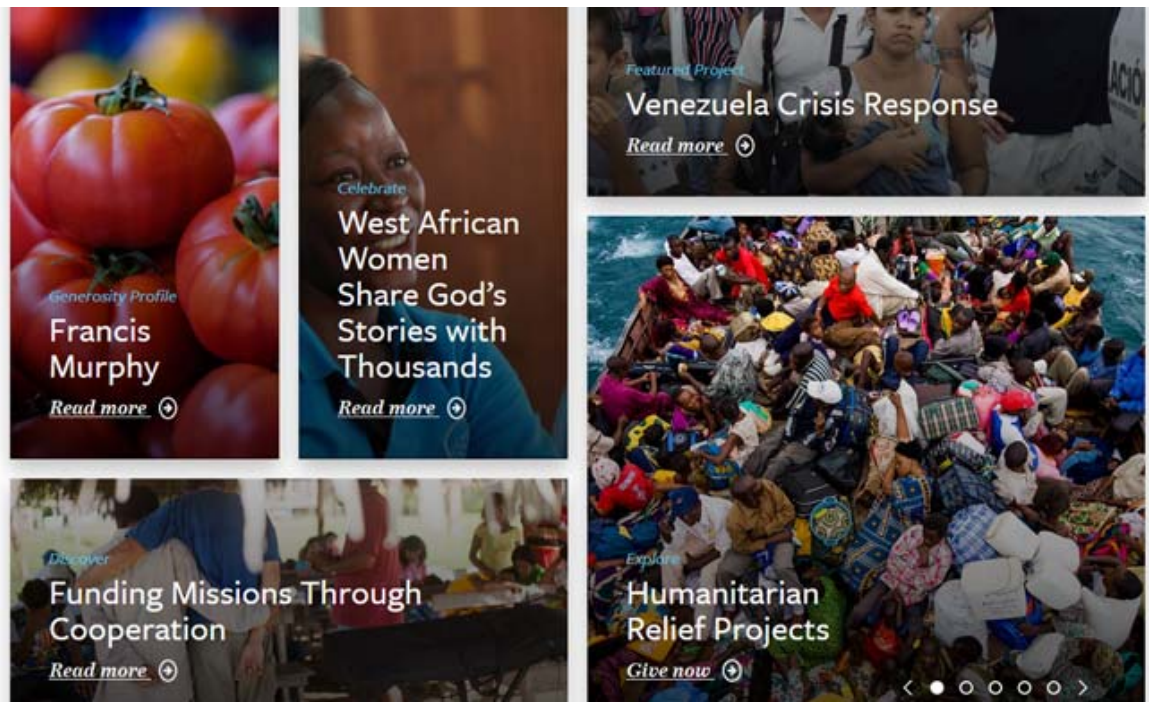 Generosity Profile
Francis
Murphy
Read more
Celebrate
West African
Women
Share God's
Stories with
Thousands
Read more
Featured Project
Venezuela Crisis Response
Read more
Discover
Funding Missions Through
Cooperation
Read more
Explore
Humanitarian
Relief Projects
Give now